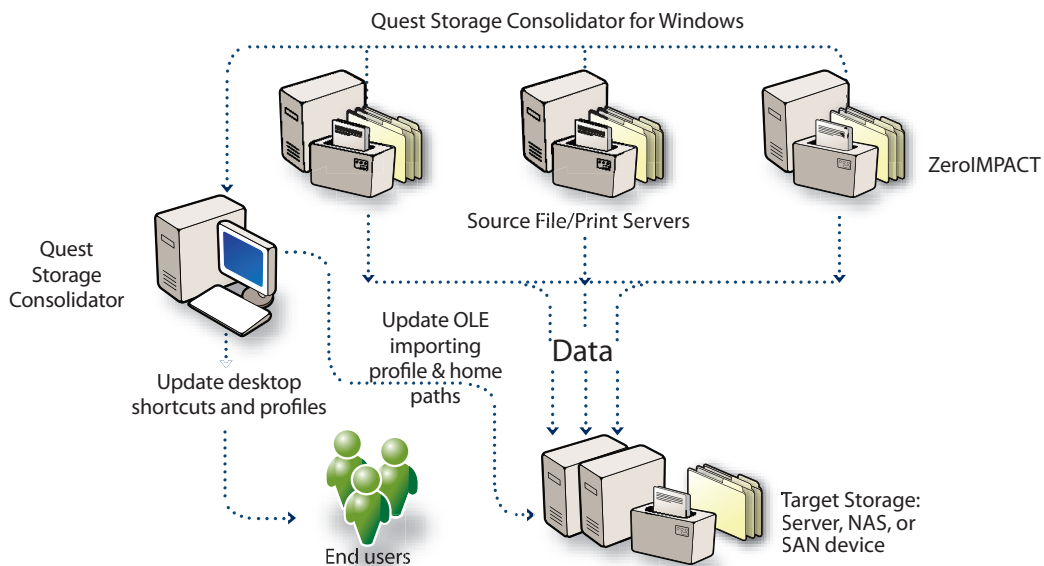 Quest Storage Consolidator for Windows
ZeroIMPACT
Source File/Print Servers
Quest
Storage
Consolidator
Update OLE
importing
profile & home
paths
Data
Update desktop
shortcuts and profiles
Target Storage:
Server, NAS, or
SAN device
End users